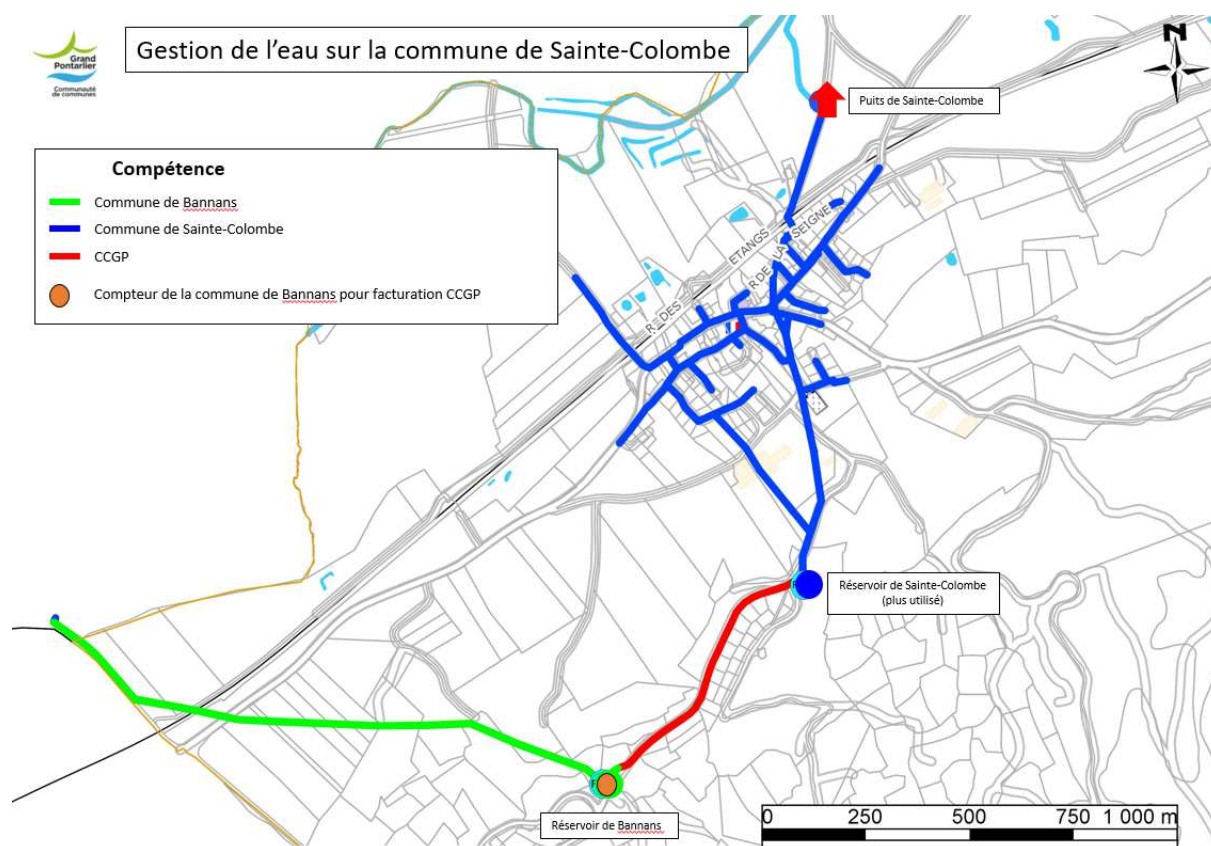 Gestion de l'eau sur la commune de Sainte-Colombe
Grand
Pontarlier
Communauté
de communes
N
Puits de Sainte-Colombe
Compétence
Commune de Bannans
Commune de Sainte-Colombe
CCGP
Compteur de la commune de Bannans pour facturation CCGP
R DES ETANGS
R DE LA SEIGNE
Réservoir de Sainte-Colombe
(plus utilisé)
Réservoir de Bannans
0 250 500 750 1 000 m